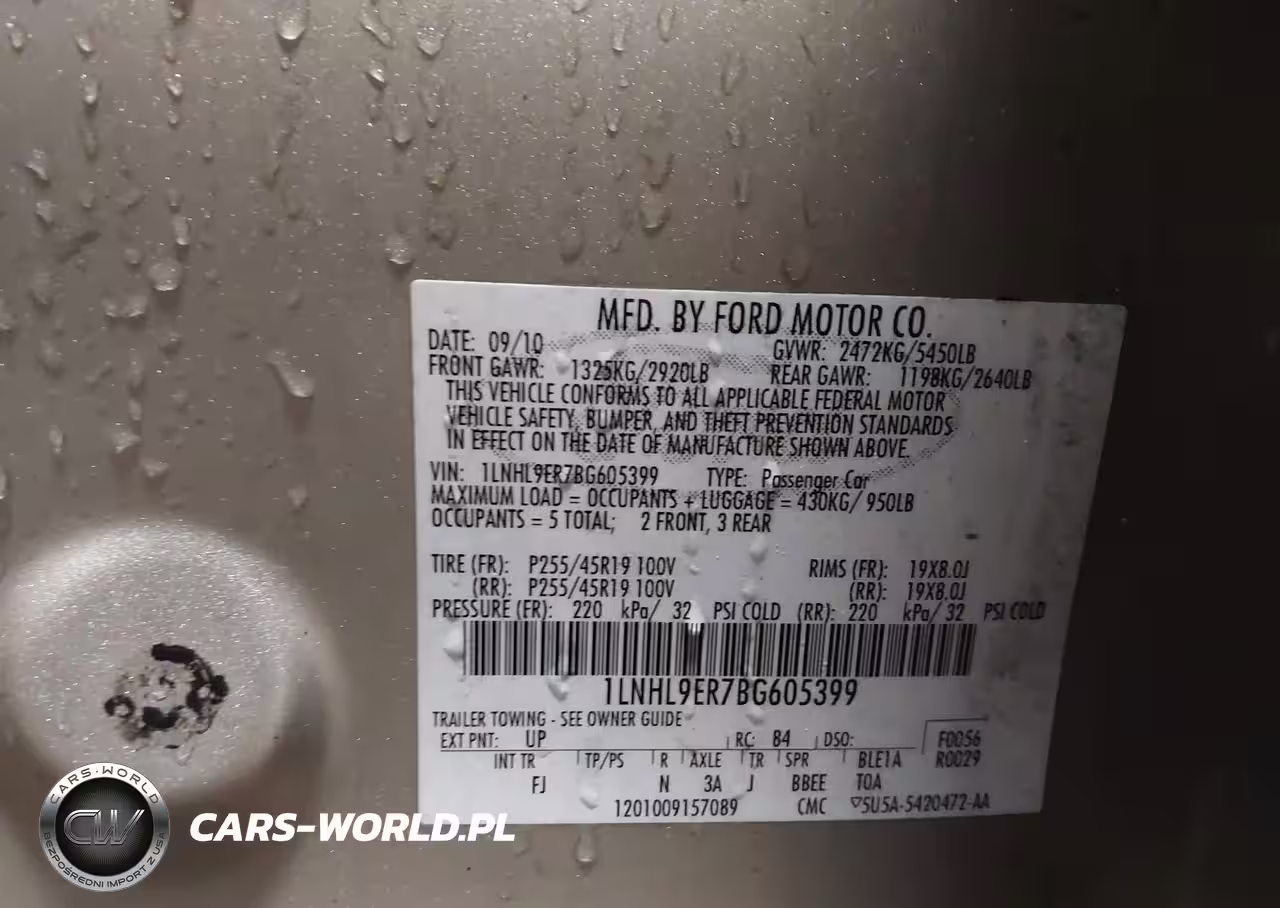 MFD. BY FORD MOTOR CO.
DATE: 09/10 GVWR: 2472KG/5450LB
FRONT GAWR: 1325KG/2920LB REAR GAWR: 1198KG/2640LB
THIS VEHICLE CONFORMS TO ALL APPLICABLE FEDERAL MOTOR
VEHICLE SAFETY, BUMPER, AND THEFT PREVENTION STANDARDS
IN EFFECT ON THE DATE OF MANUFACTURE SHOWN ABOVE.
VIN: 1LNHL9ER7BG605399 TYPE: Passenger Car
MAXIMUM LOAD = OCCUPANTS + LUGGAGE = 430KG/ 950LB
OCCUPANTS = 5 TOTAL; 2 FRONT, 3 REAR
TIRE (FR): P255/45R19 100V RIMS (FR): 19X8.0J
(RR): P255/45R19 100V (RR): 19X8.0J
PRESSURE (FR): 220 kPa/ 32 PSI COLD (RR): 220 kPa/ 32 PSI COLD
1LNHL9ER7BG605399
TRAILER TOWING - SEE OWNER GUIDE
EXT PNT: UP RC: 84 DSO: F0056
INT TR TP/PS R AXLE TR SPR BLE1A R0029
FJ N 3A J BBEE TOA
1201009157089 CMC ▽5U5A-5420472-AA
CARS-WORLD
CW
BEZPOŚREDNI IMPORT Z USA
CARS-WORLD.PL